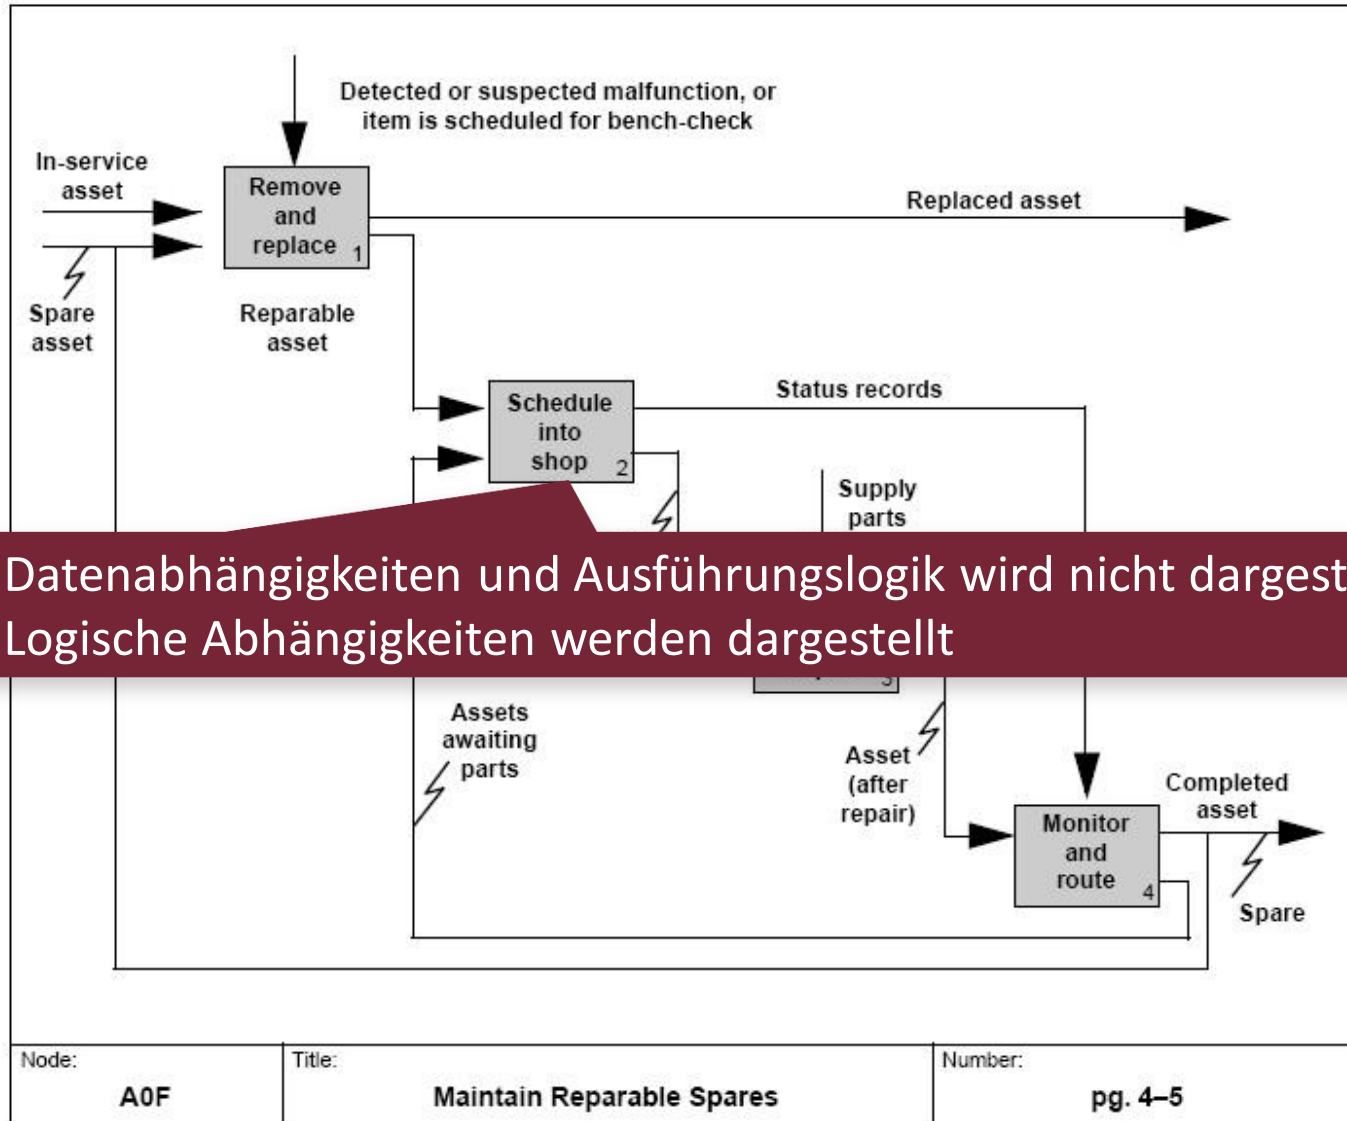 Detected or suspected malfunction, or
item is scheduled for bench-check
In-service
asset
Remove
and
replace 1
Replaced asset
Spare
asset
Reparable
asset
Schedule
into
shop 2
Status records
Supply
parts
Datenabhängigkeiten und Ausführungslogik wird nicht dargest
Logische Abhängigkeiten werden dargestellt
3
Assets
awaiting
parts
Asset
(after
repair)
Monitor
and
route 4
Completed
asset
Spare
Node:
A0F
Title:
Maintain Reparable Spares
Number:
pg. 4–5